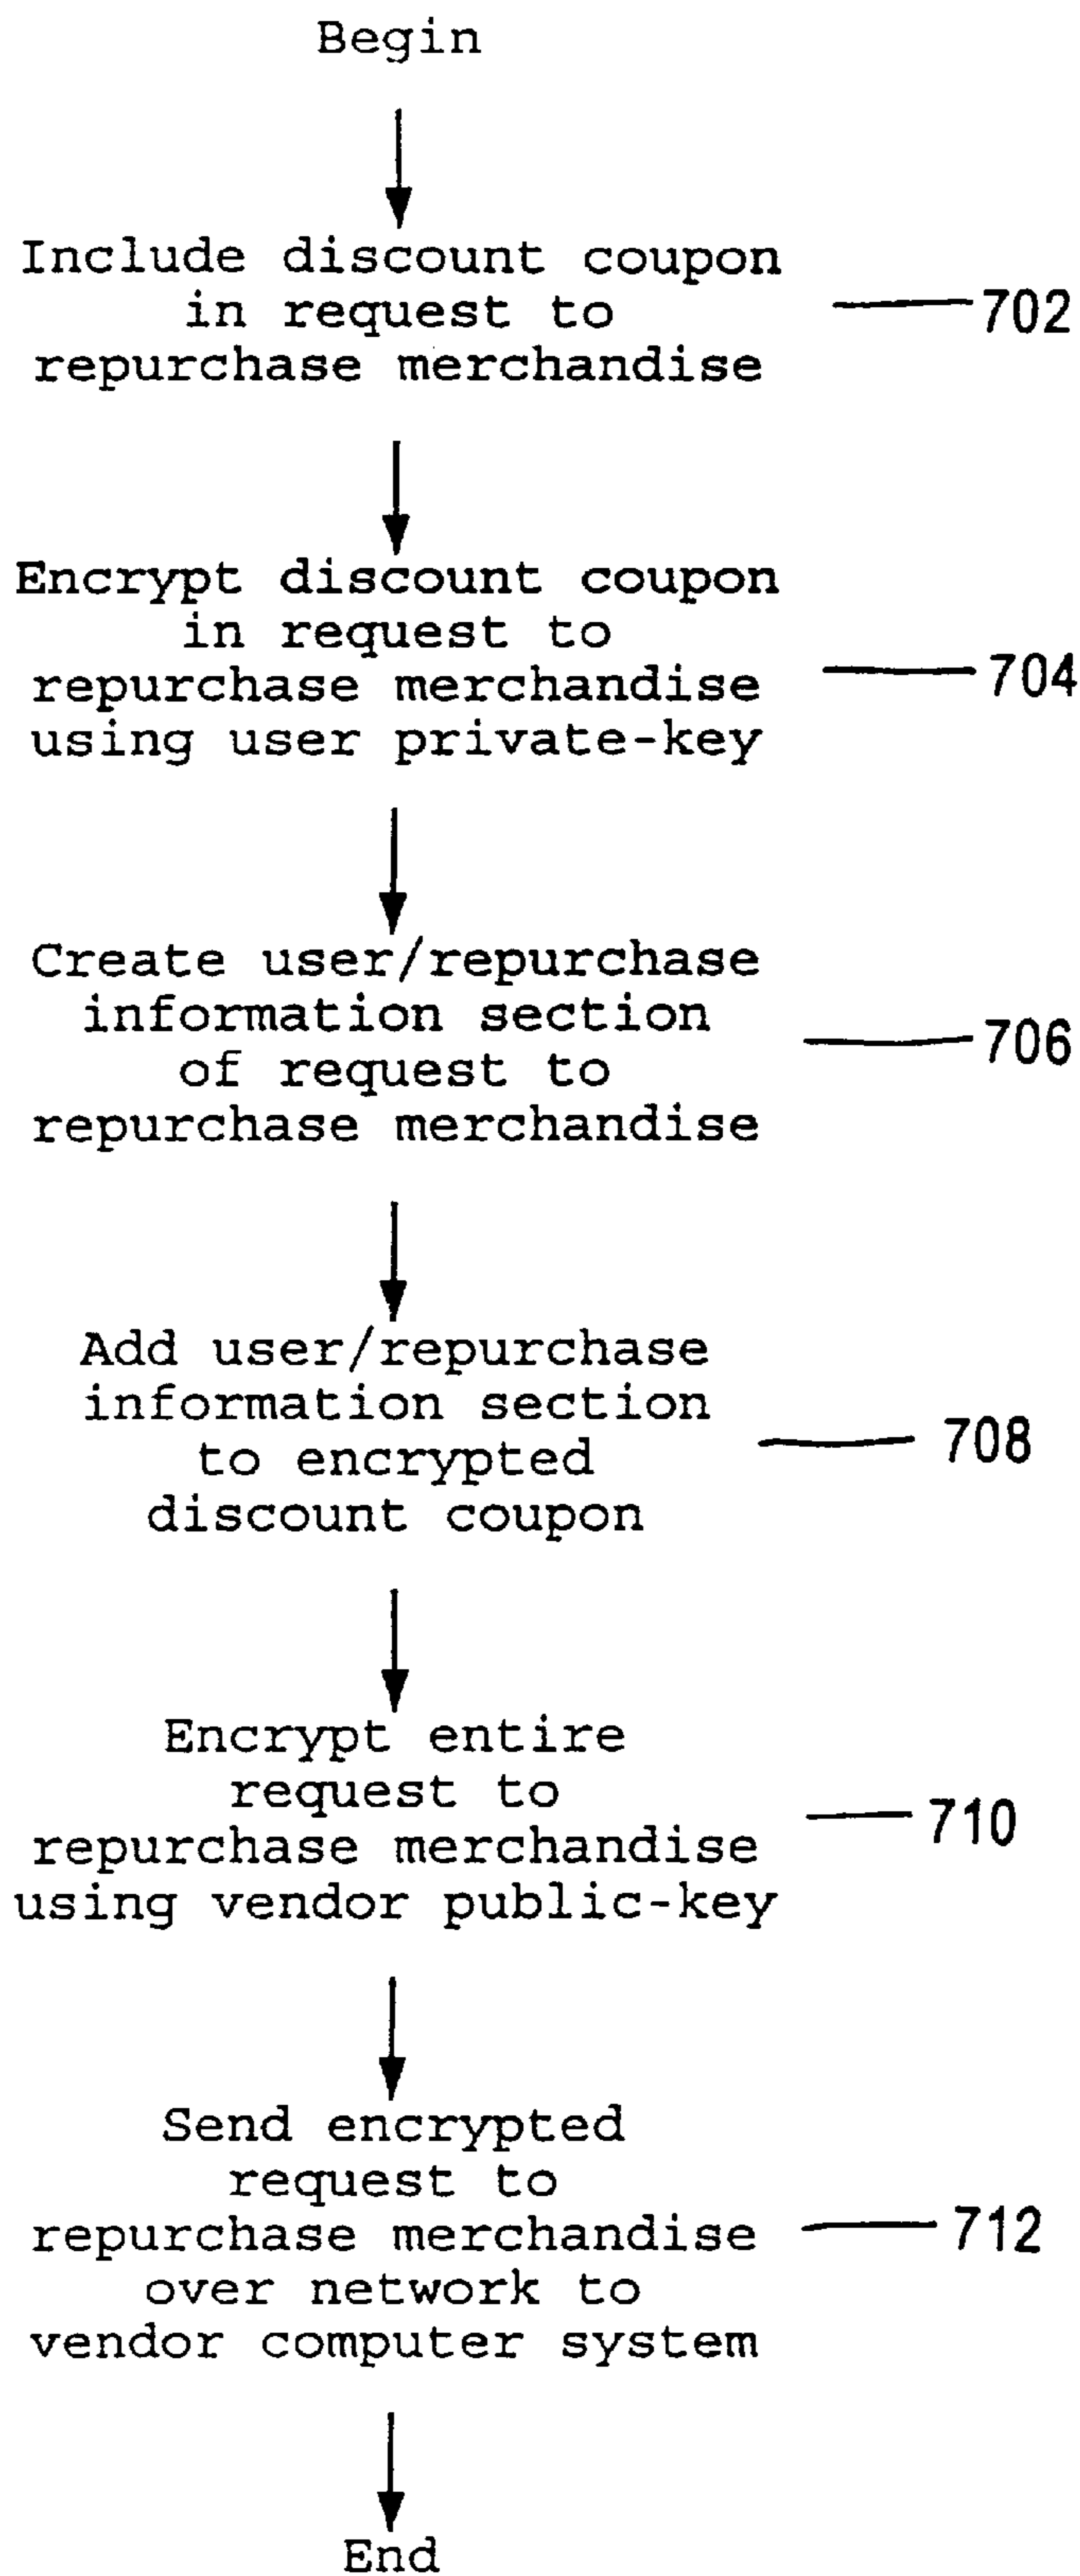 Begin
Include discount coupon
in request to
repurchase merchandise
702
Encrypt discount coupon
in request to
repurchase merchandise
using user private-key
704
Create user/repurchase
information section
of request to
repurchase merchandise
706
Add user/repurchase
information section
to encrypted
discount coupon
708
Encrypt entire
request to
repurchase merchandise
using vendor public-key
710
Send encrypted
request to
repurchase merchandise
over network to
vendor computer system
712
End